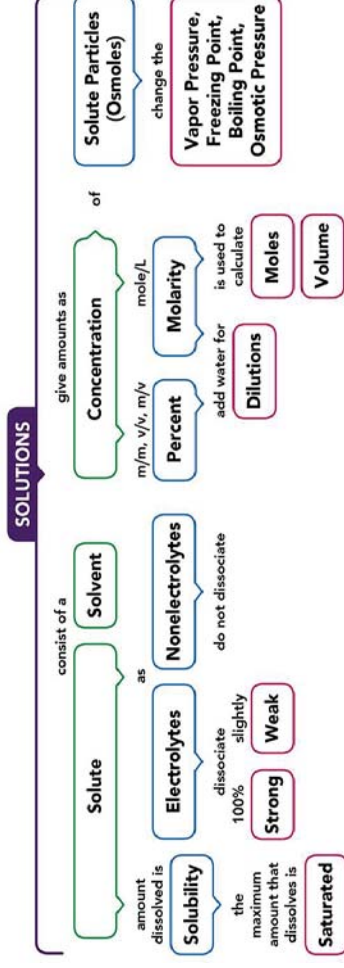 SOLUTIONS
consist of a
give amounts as
Solute
Solvent
Concentration
of
Solute Particles
(Osmoles)
amount
dissolved is
as
m/m, v/v, m/v
mole/L
change the
Solubility
Electrolytes
Nonelectrolytes
Percent
Molarity
Vapor Pressure,
Freezing Point,
Boiling Point,
Osmotic Pressure
the
maximum
amount that
dissolves is
dissociate
100%
slightly
do not dissociate
add water for
is used to
calculate
Saturated
Strong
Weak
Dilutions
Moles
Volume